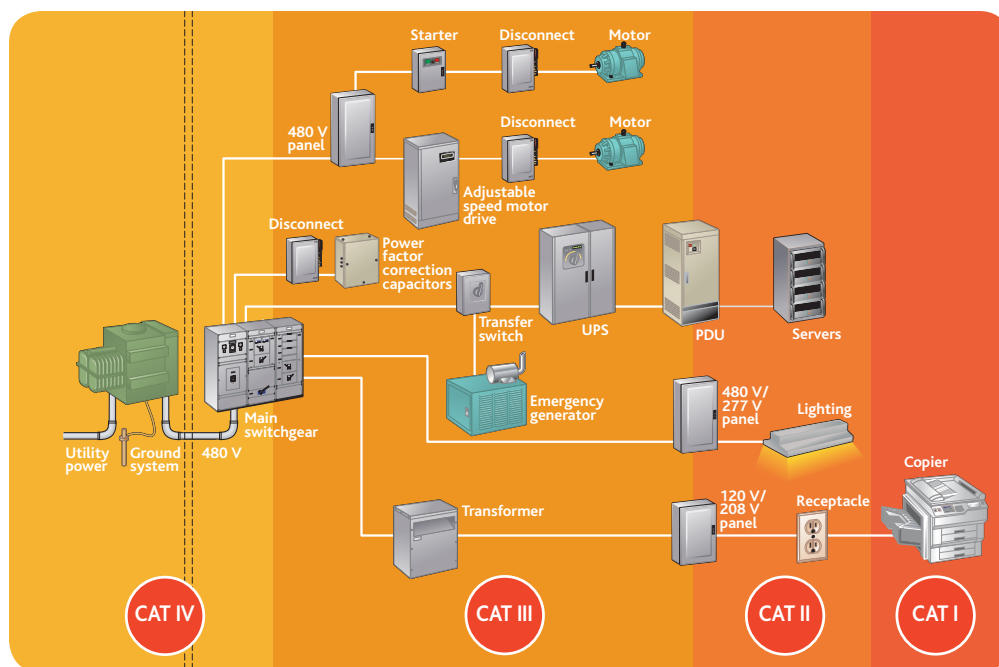 Starter
Disconnect
Motor
480 V
panel
Disconnect
Motor
Adjustable
speed motor
drive
Disconnect
Power
factor
correction
capacitors
Transfer
switch
UPS
PDU
Servers
Emergency
generator
480 V/
277 V
panel
Lighting
Main
switchgear
Utility
power
Ground
system
480 V
Copier
Transformer
120 V/
208 V
panel
Receptacle
CAT IV
CAT III
CAT II
CAT I